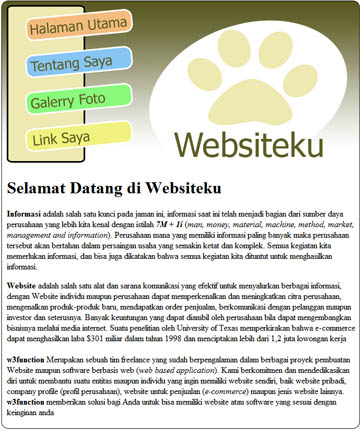 Halaman Utama
Tentang Saya
Galerry Foto
Link Saya
Websiteku
Selamat Datang di Websiteku
Informasi adalah salah satu kunci pada jaman ini, informasi saat ini telah menjadi bagian dari sumber daya
perusahaan yang lebih kita kenal dengan istilah 7M + 1i (man, money, material, machine, method, market,
management and information). Perusahaan mana yang memiliki informasi paling banyak maka perusahaan
tersebut akan bertahan dalam persaingan usaha yang semakin ketat dan komplek. Semua kegiatan kita
memerlukan informasi, dan bisa juga dikatakan bahwa semua kegiatan kita dituntut untuk menghasilkan
informasi.
Website adalah salah satu alat dan sarana komunikasi yang efektif untuk menyalurkan berbagai informasi,
dengan Website individu maupun perusahaan dapat memperkenalkan dan meningkatkan citra perusahaan,
mengenalkan produk-produk baru, mendapatkan order penjualan, berkomunikasi dengan pelanggan maupun
investor dan seterusnya. Banyak keuntungan yang dapat diambil oleh perusahaan bila dapat mengembangkan
bisnisnya melalui media internet. Suatu penelitian oleh University of Texas memperkirakan bahwa e-commerce
dapat menghasilkan laba $301 miliar dalam tahun 1998 dan menciptakan lebih dari 1,2 juta lowongan kerja
w3function Merupakan sebuah tim freelance yang sudah berpengalaman dalam berbagai proyek pembuatan
Website maupun software berbasis web (web based application). Kami berkomitmen dan mendedikasikan
diri untuk membantu suatu entitas maupun individu yang ingin memiliki website sendiri, baik website pribadi,
company profile (profil perusahaan), website untuk penjualan (e-commerce) maupun jenis website lainnya.
w3function memberikan solusi bagi Anda untuk bisa memiliki website atau software yang sesuai dengan
keinginan anda